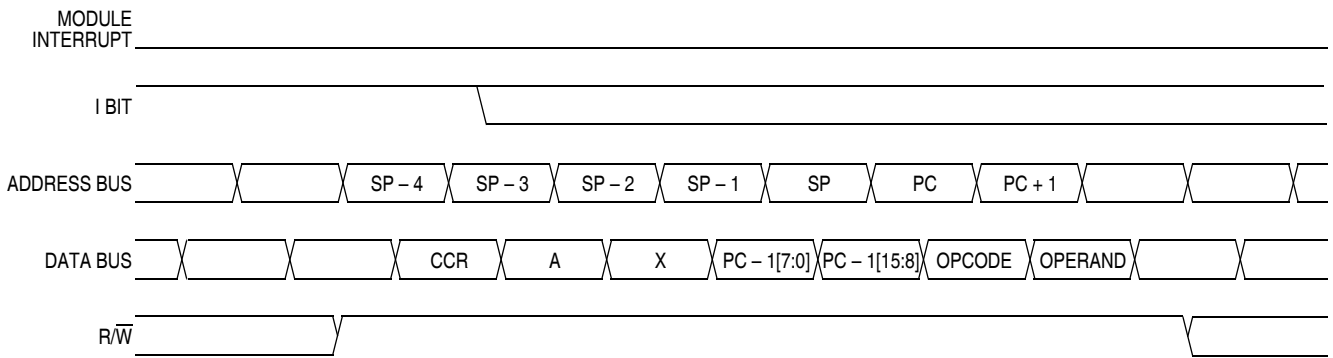 MODULE
INTERRUPT
I BIT
ADDRESS BUS SP – 4 SP – 3 SP – 2 SP – 1 SP PC PC + 1
DATA BUS CCR A X PC – 1[7:0] PC – 1[15:8] OPCODE OPERAND
R/W̅